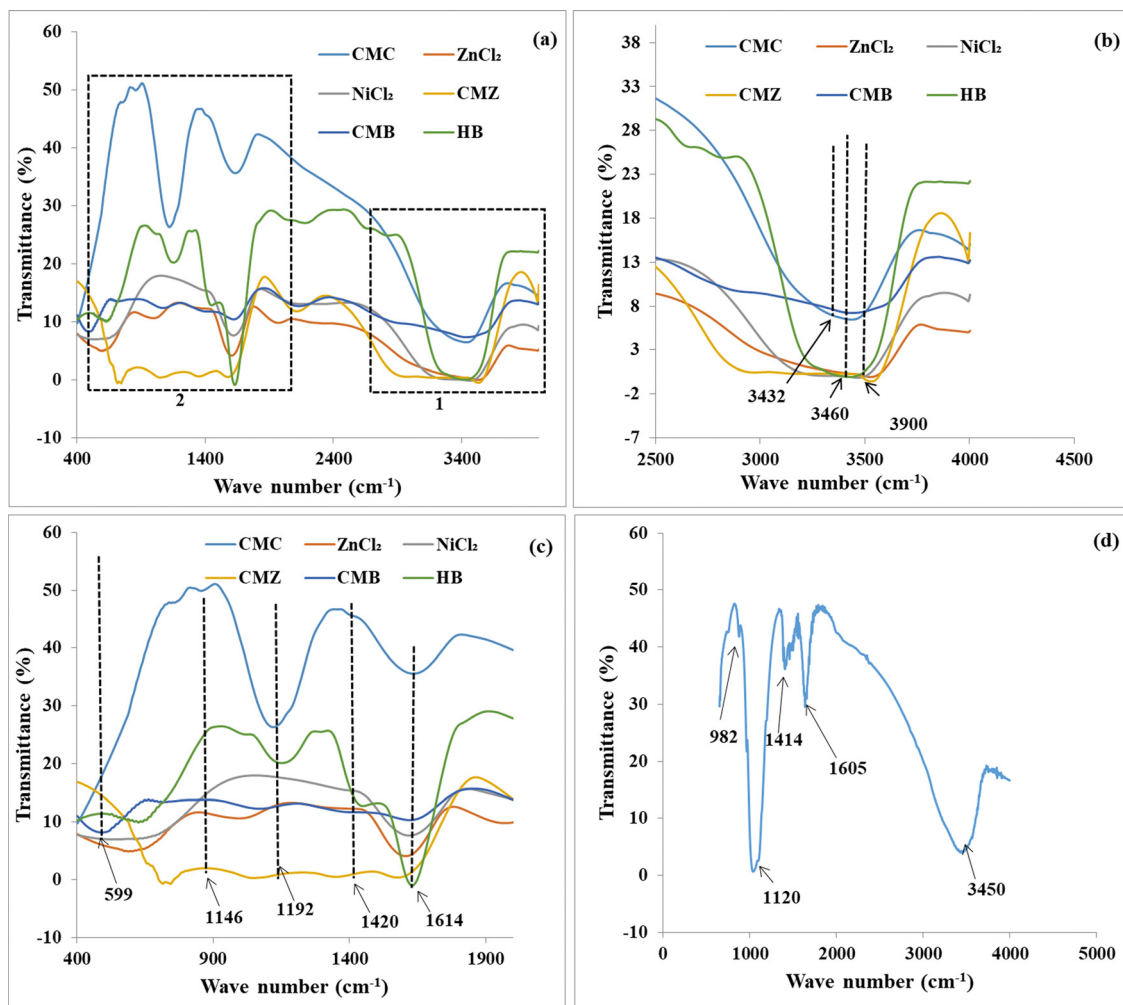 (a)
CMC ZnCl₂
NiCl₂ CMZ
CMB HB
60
50
40
30
20
10
0
-10
400 1400 2400 3400
2
1
Transmittance (%)
Wave number (cm⁻¹)
(b)
CMC ZnCl₂ NiCl₂
CMZ CMB HB
38
33
28
23
18
13
8
3
-2
-7
2500 3000 3500 4000 4500
3432
3460
3900
Transmittance (%)
Wave number (cm⁻¹)
(c)
CMC ZnCl₂ NiCl₂
CMZ CMB HB
60
50
40
30
20
10
0
-10
400 900 1400 1900
599
1146
1192
1420
1614
Transmittance (%)
Wave number (cm⁻¹)
(d)
60
50
40
30
20
10
0
-10
0 1000 2000 3000 4000 5000
982
1414
1605
1120
3450
Transmittance (%)
Wave number (cm⁻¹)